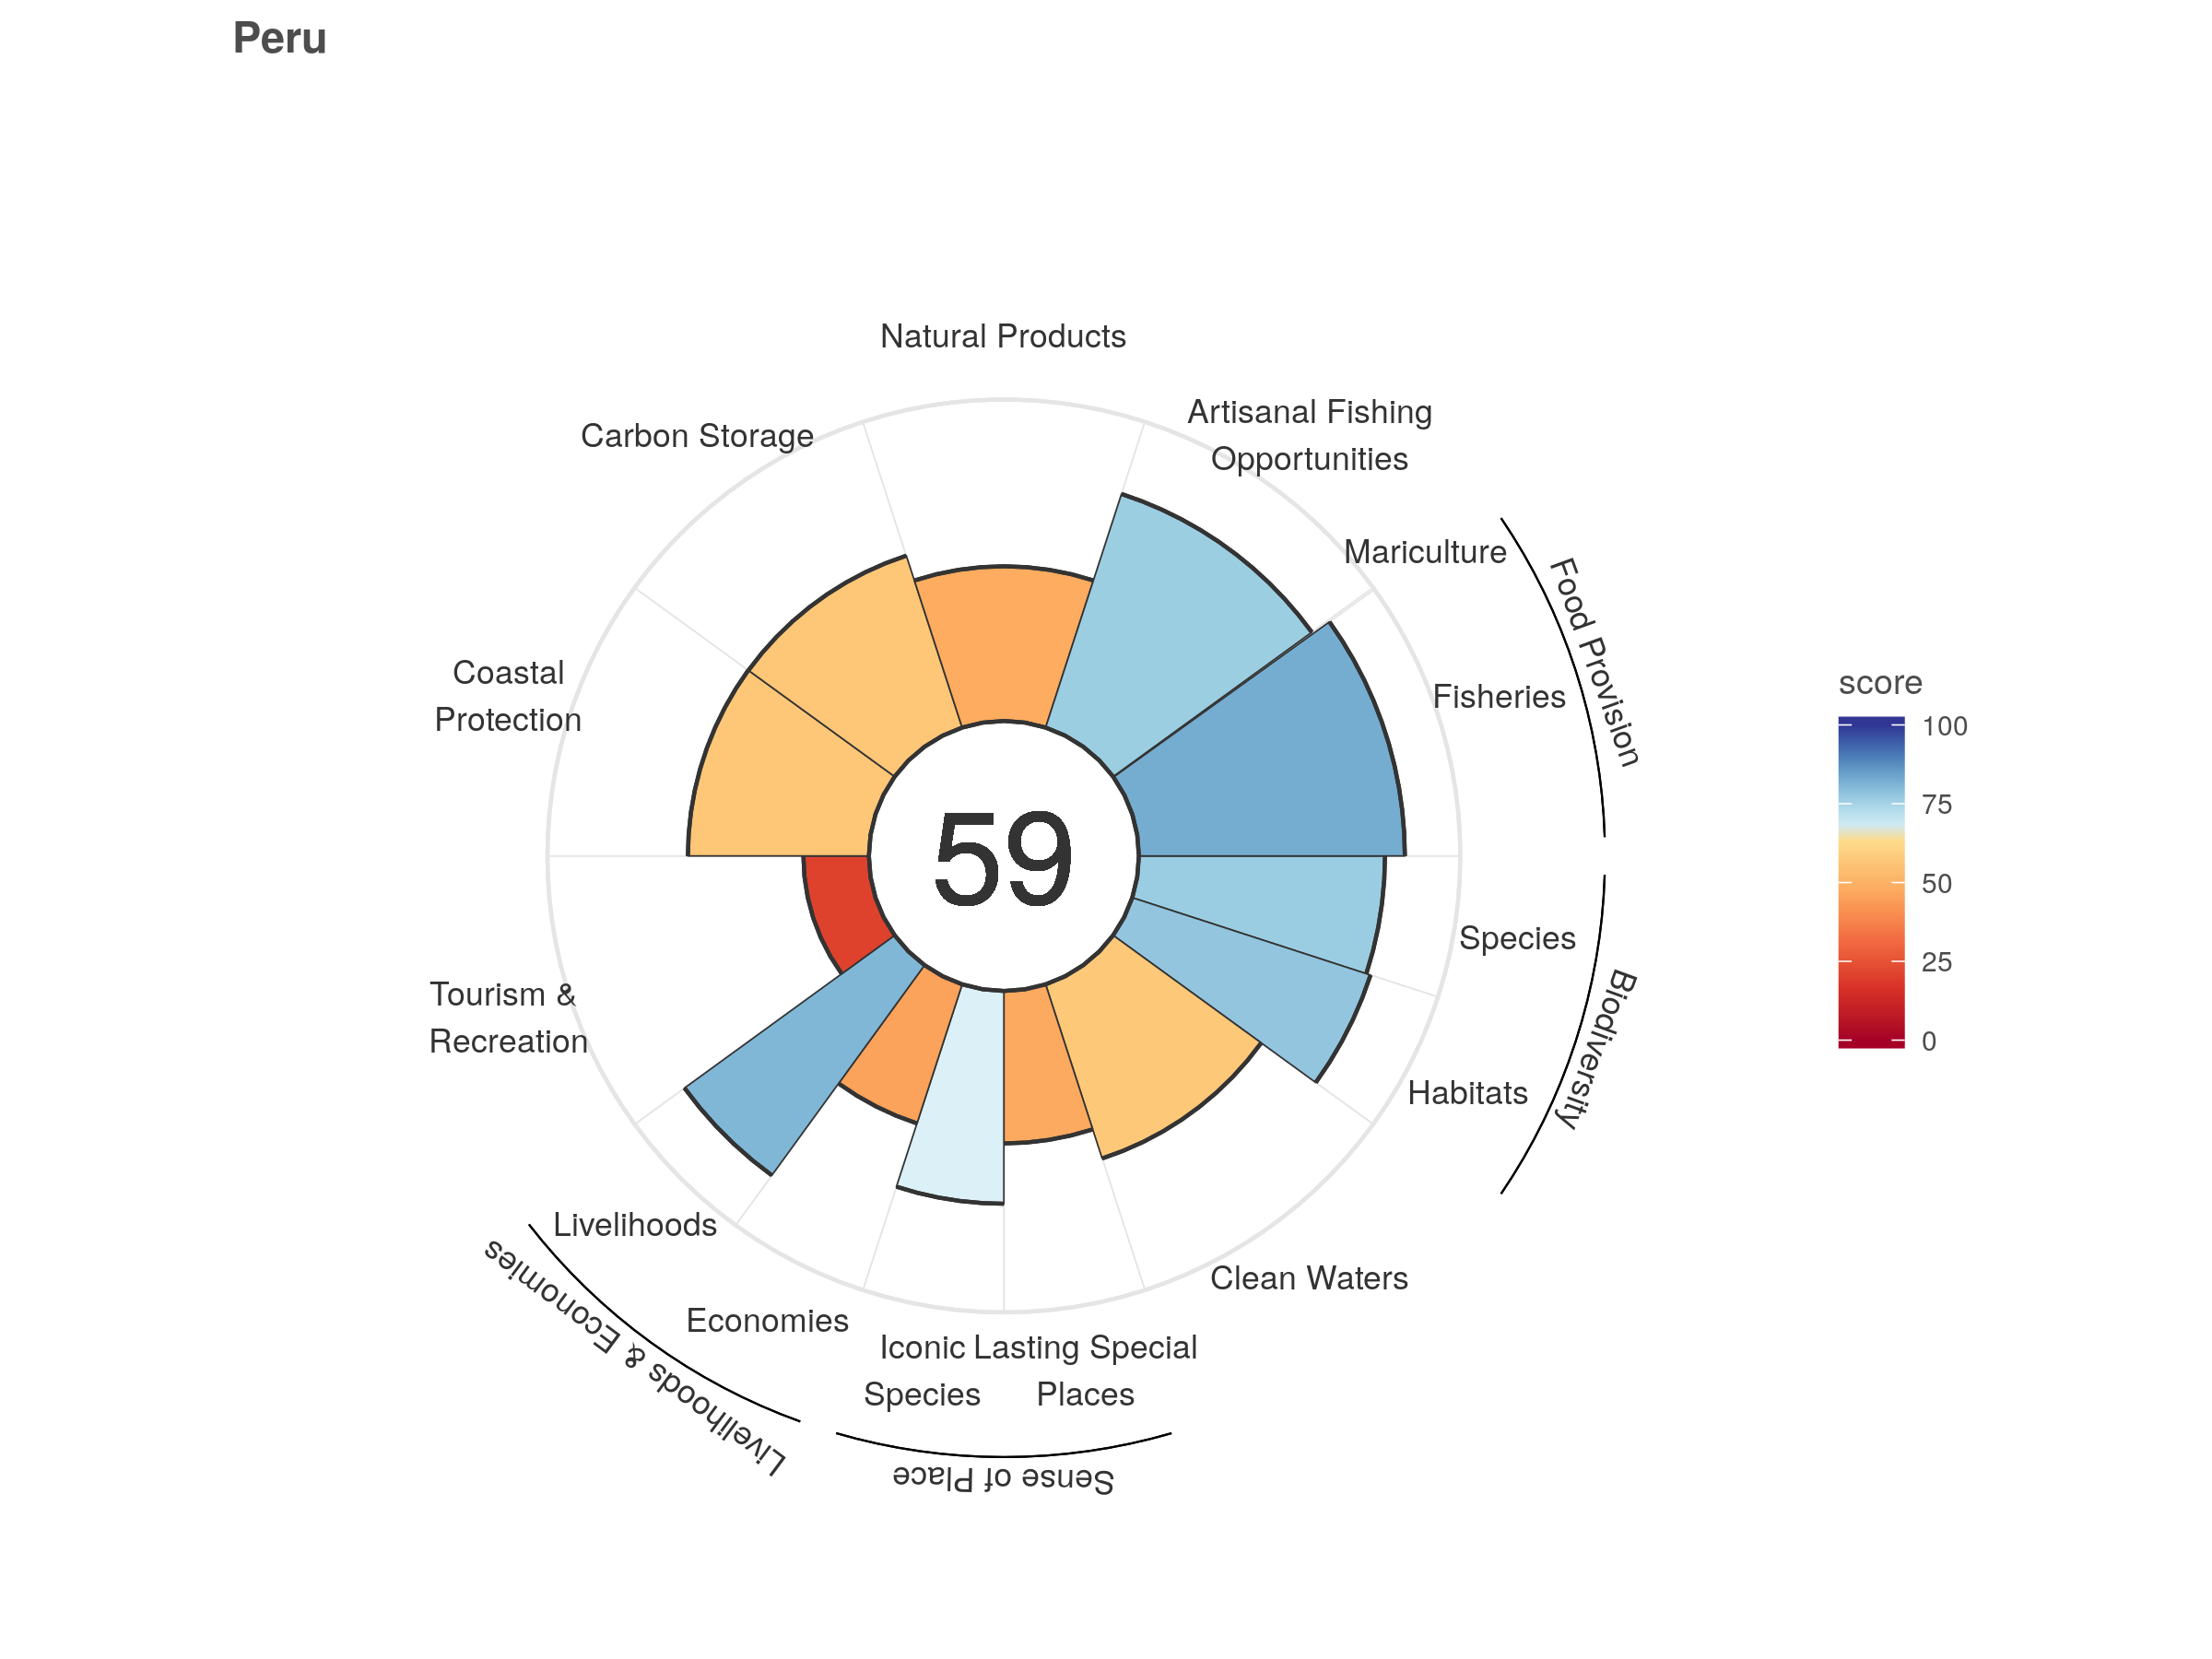 Peru
Natural Products
Artisanal Fishing
Opportunities
Carbon Storage
Mariculture
Food Provision
Fisheries
Coastal
Protection
score
100
75
50
25
0
59
Species
Biodiversity
Habitats
Tourism &
Recreation
Livelihoods
Livelihoods & Economies
Clean Waters
Economies
Iconic
Species
Lasting Special
Places
Sense of Place